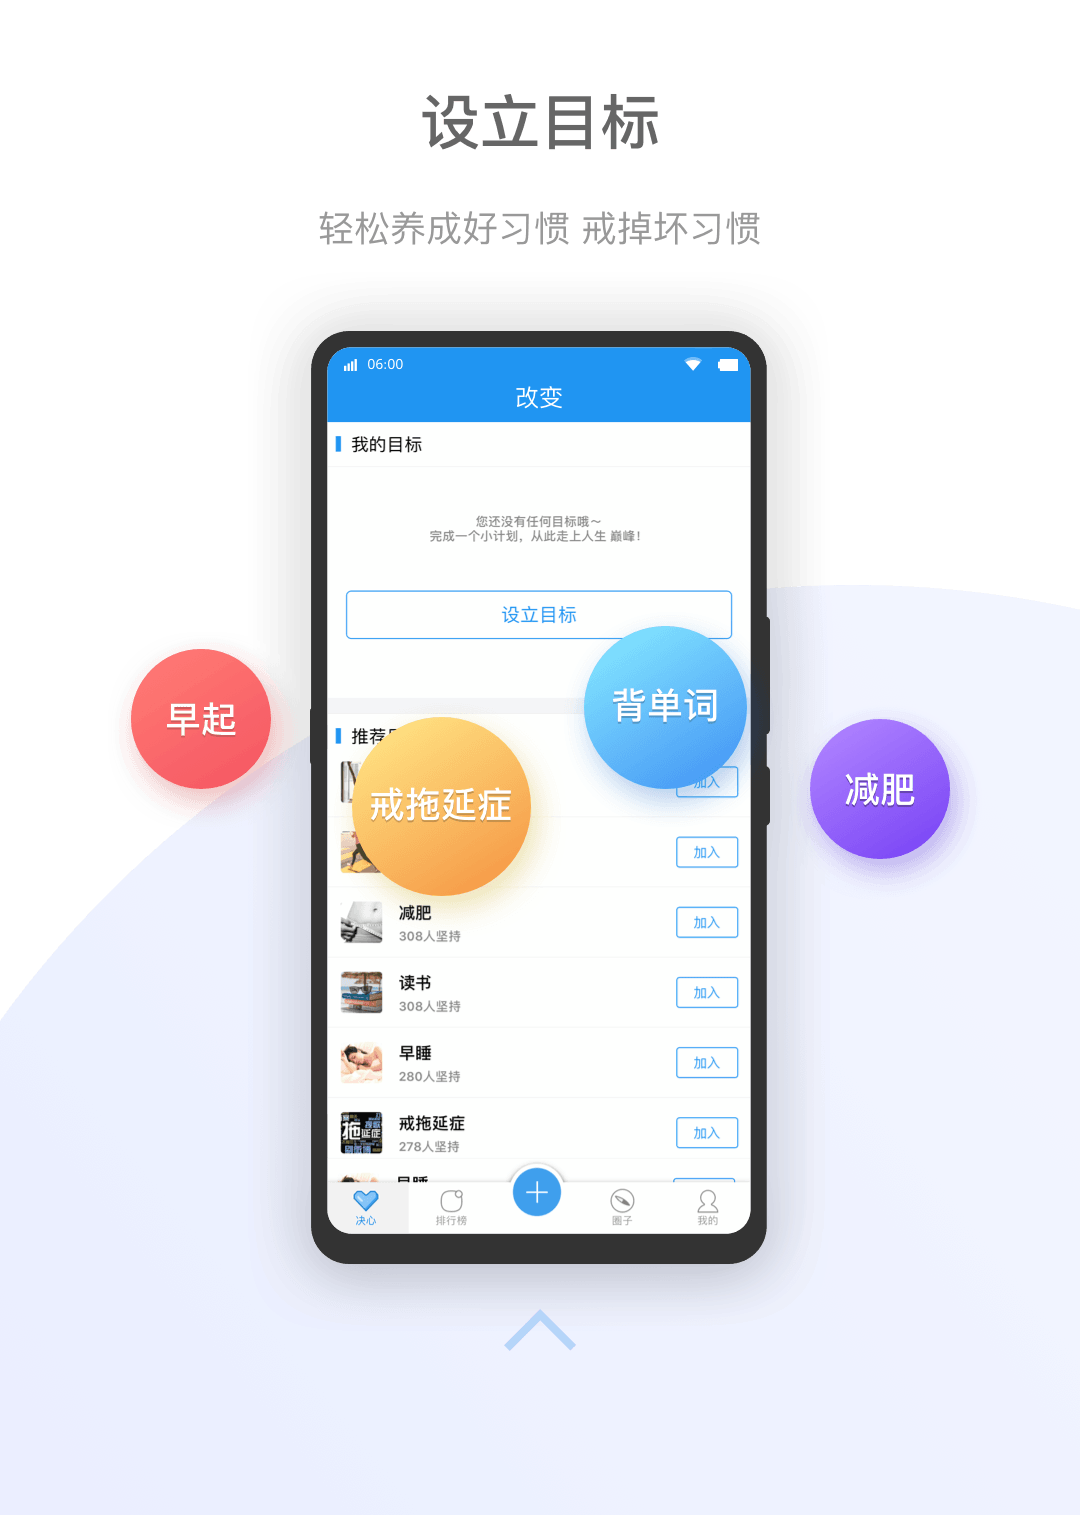 设立目标
轻松养成好习惯 戒掉坏习惯
06:00
改变
我的目标
您还没有任何目标哦～
完成一个小计划，从此走上人生 巅峰！
设立目标
早起
背单词
减肥
戒拖延症
推荐
加入
加入
减肥
308人坚持
加入
读书
308人坚持
加入
早睡
280人坚持
加入
戒拖延症
278人坚持
加入
拖
延症
早睡
决心
排行榜
圈子
我的